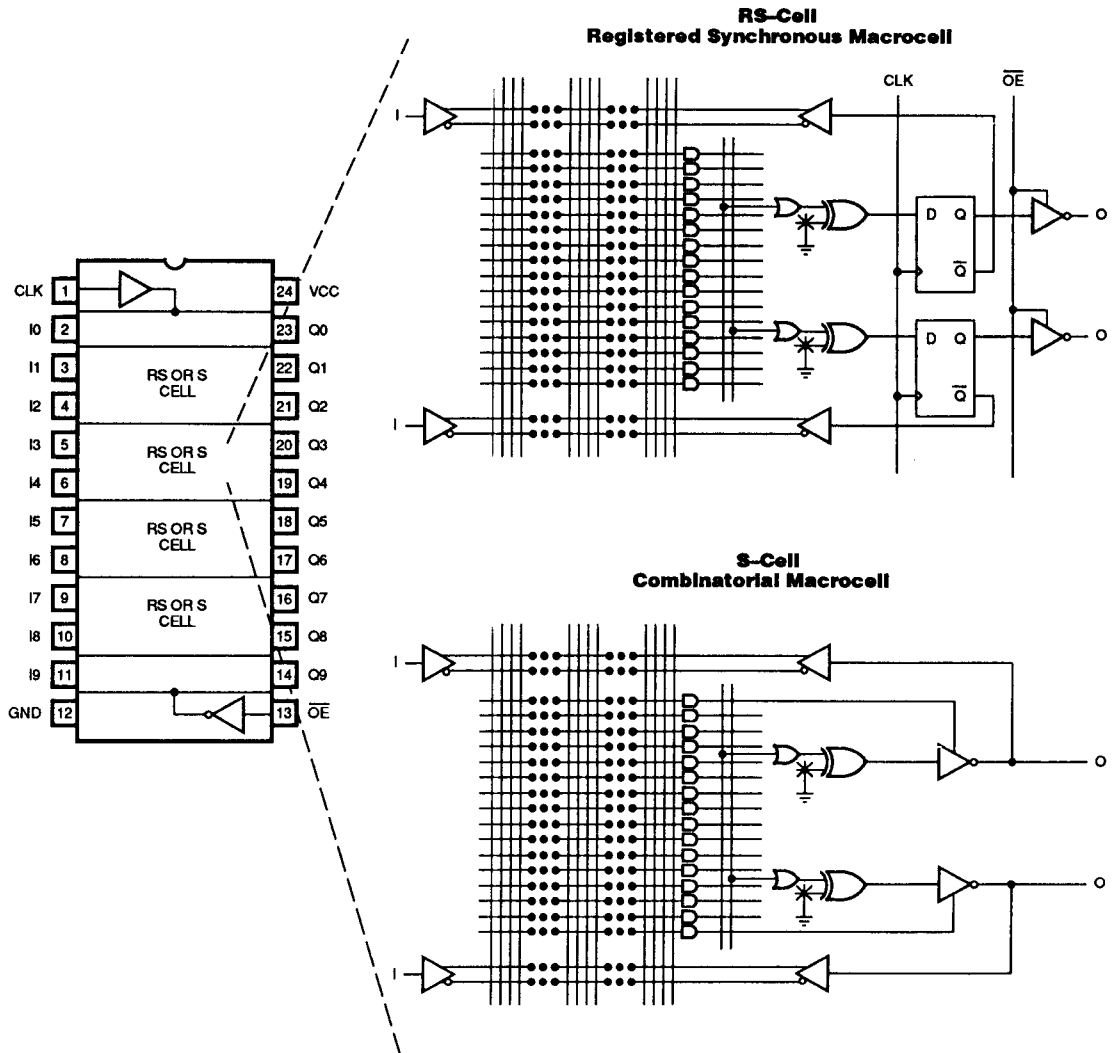 RS–Cell
Registered Synchronous Macrocell
CLK
OE
I
D Q
Q
O
D Q
Q
O
I
CLK 1 24 VCC
I0 2 23 Q0
I1 3 RS OR S CELL 22 Q1
I2 4 21 Q2
I3 5 RS OR S CELL 20 Q3
I4 6 19 Q4
I5 7 RS OR S CELL 18 Q5
I6 8 17 Q6
I7 9 RS OR S CELL 16 Q7
I8 10 15 Q8
I9 11 14 Q9
GND 12 13 OE
S–Cell
Combinatorial Macrocell
I
O
O
I